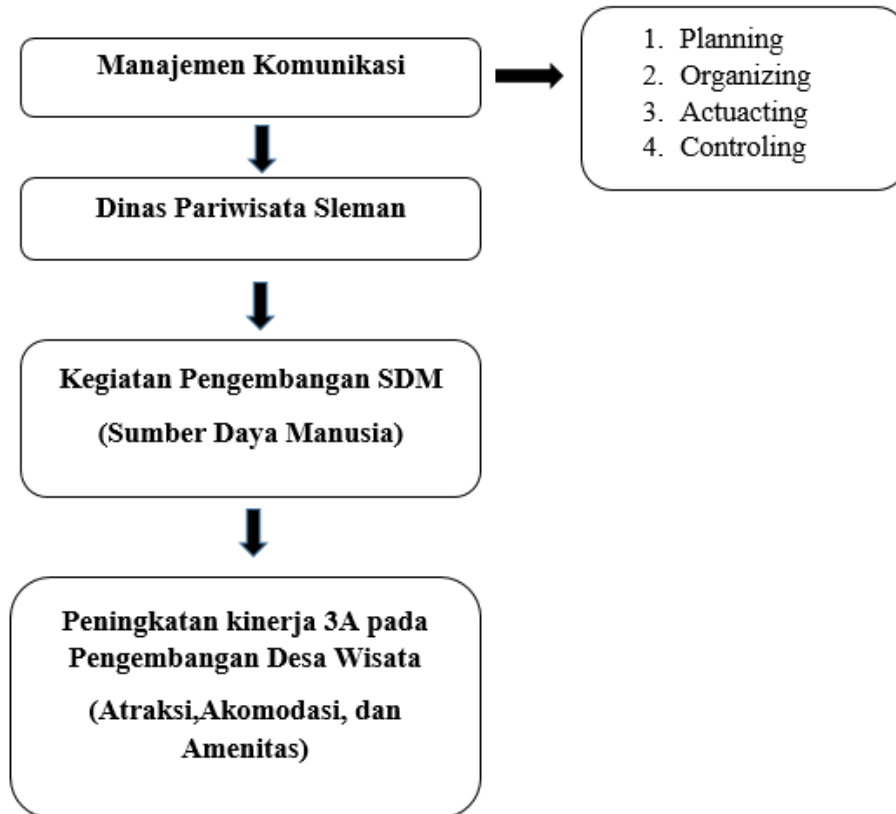 Manajemen Komunikasi
1. Planning
2. Organizing
3. Actuacting
4. Controling
Dinas Pariwisata Sleman
Kegiatan Pengembangan SDM
(Sumber Daya Manusia)
Peningkatan kinerja 3A pada
Pengembangan Desa Wisata
(Atraksi,Akomodasi, dan
Amenitas)